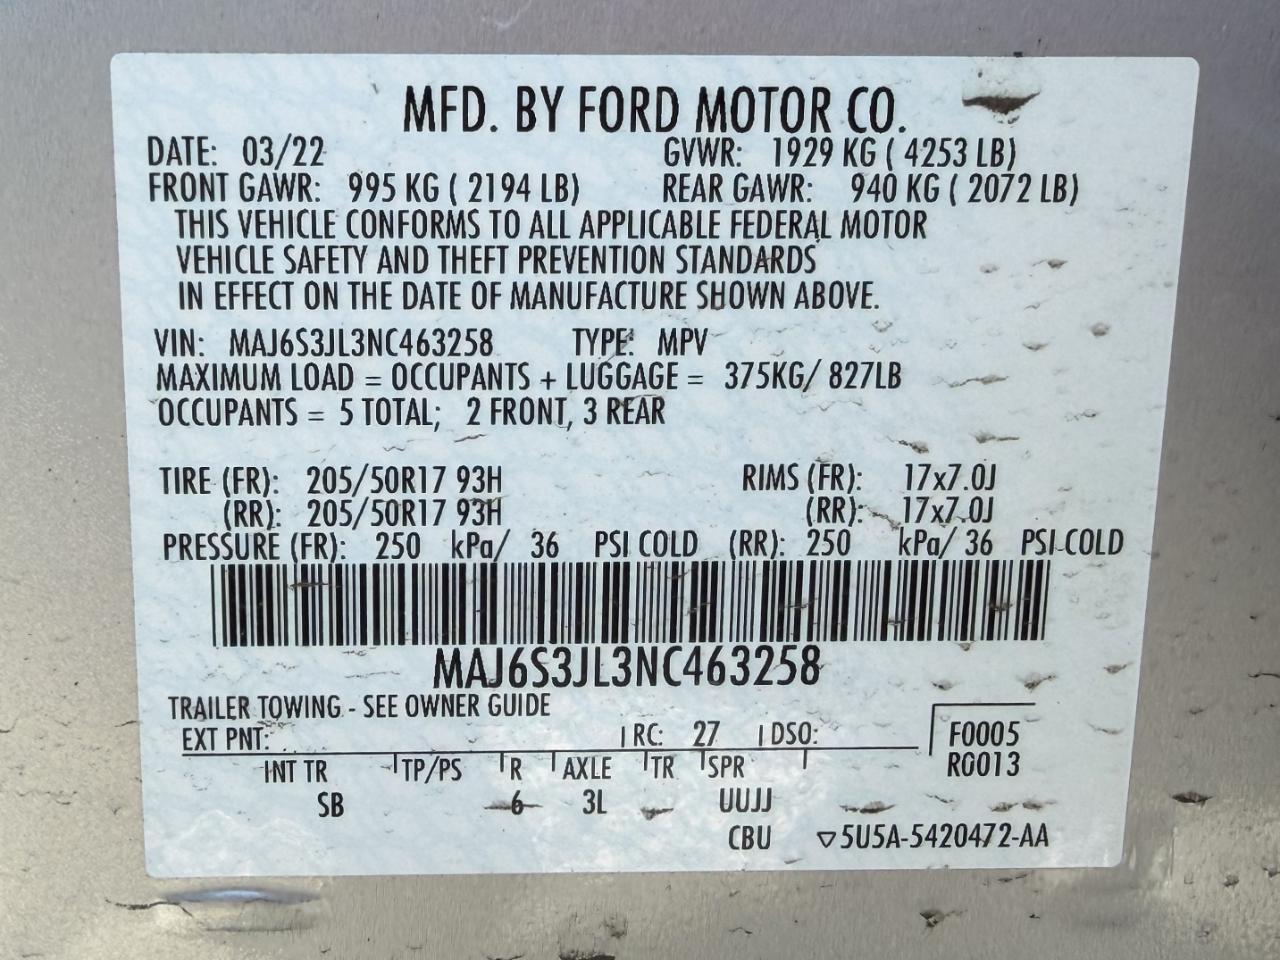 MFD. BY FORD MOTOR CO.
DATE: 03/22 GVWR: 1929 KG ( 4253 LB)
FRONT GAWR: 995 KG ( 2194 LB) REAR GAWR: 940 KG ( 2072 LB)
THIS VEHICLE CONFORMS TO ALL APPLICABLE FEDERAL MOTOR
VEHICLE SAFETY AND THEFT PREVENTION STANDARDS
IN EFFECT ON THE DATE OF MANUFACTURE SHOWN ABOVE.
VIN: MAJ6S3JL3NC463258 TYPE: MPV
MAXIMUM LOAD = OCCUPANTS + LUGGAGE = 375KG/ 827LB
OCCUPANTS = 5 TOTAL; 2 FRONT, 3 REAR
TIRE (FR): 205/50R17 93H RIMS (FR): 17x7.0J
(RR): 205/50R17 93H (RR): 17x7.0J
PRESSURE (FR): 250 kPa/ 36 PSI COLD (RR): 250 kPa/ 36 PSI COLD
MAJ6S3JL3NC463258
TRAILER TOWING - SEE OWNER GUIDE
EXT PNT: RC: 27 DSO: F0005
INT TR TP/PS R AXLE TR SPR R0013
SB 6 3L UUJJ
CBU ▽5U5A-5420472-AA